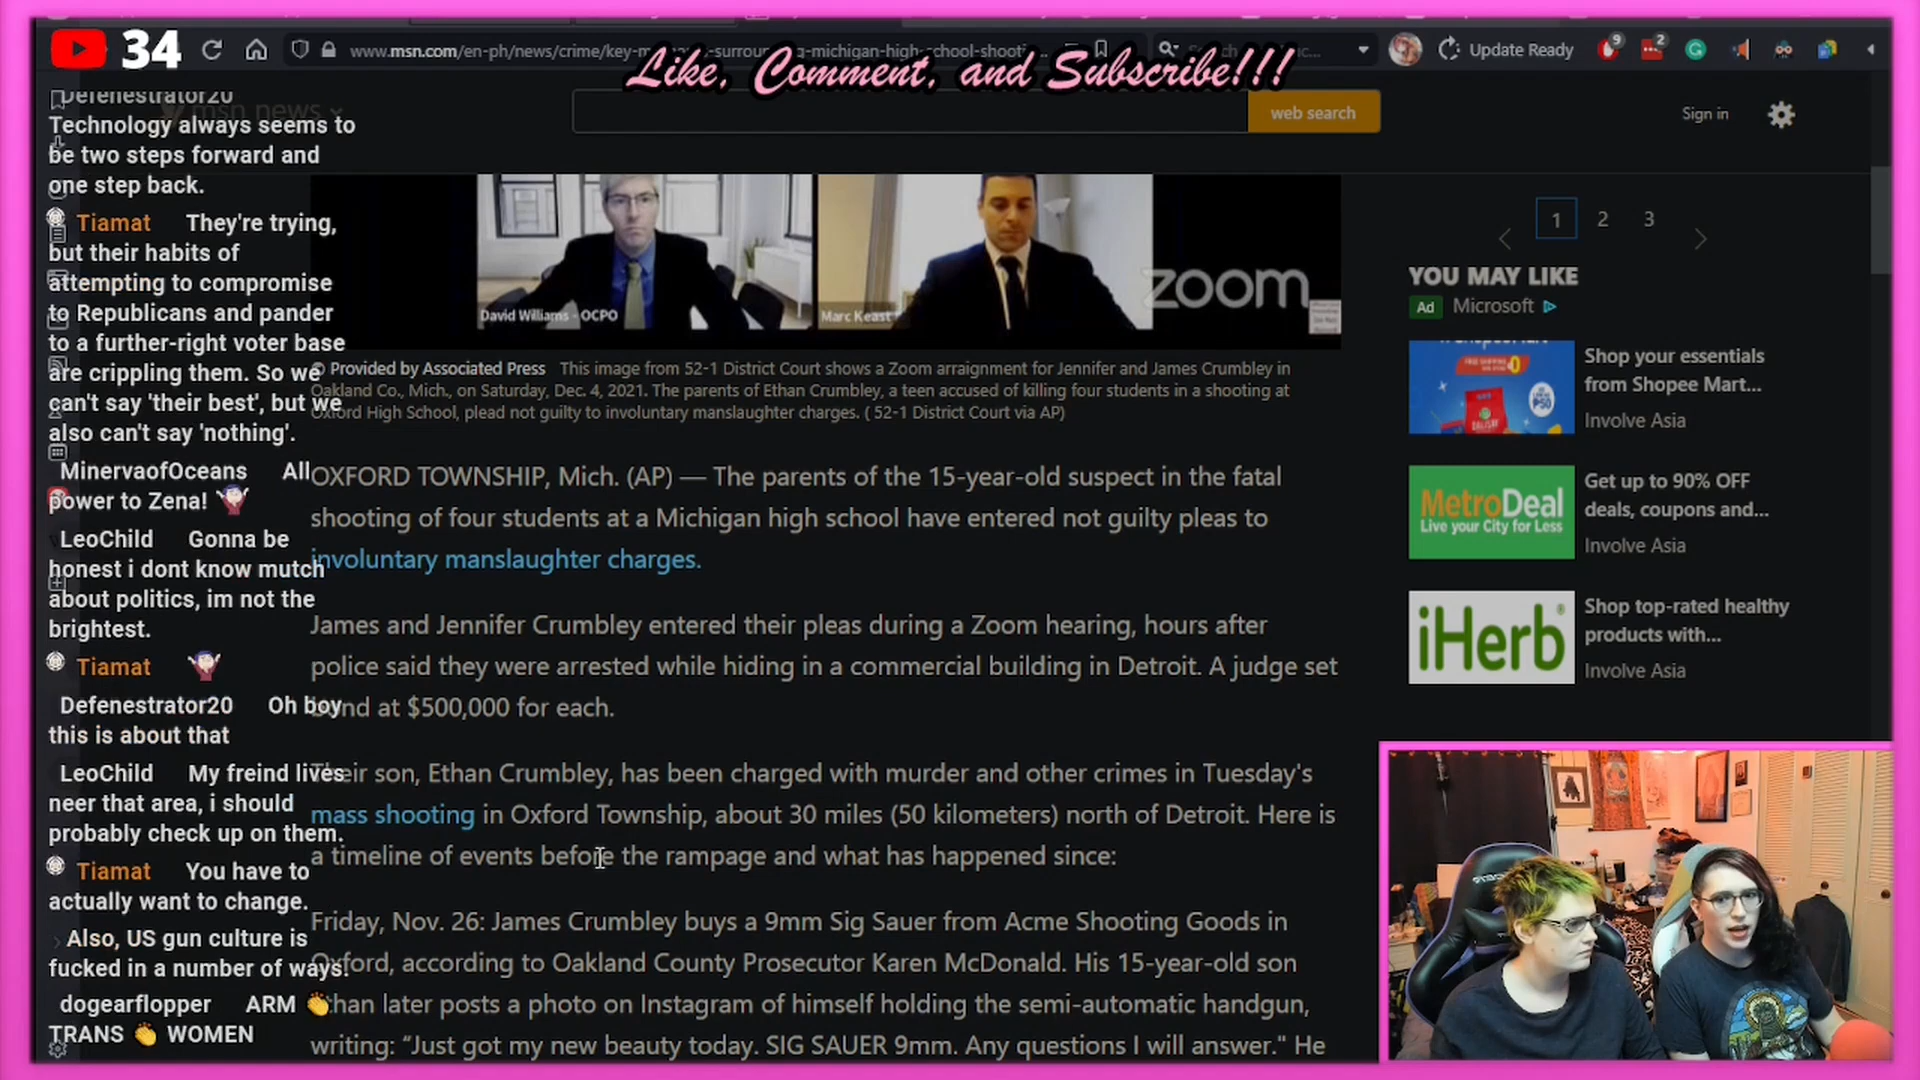 34
www.msn.com/en-ph/news/crime/key-m
surrou
g-michigan-high-school-shooti
Update Ready
9
2
Like, Comment, and Subscribe!!!
msn news
web search
Sign in
Defenestrator20
Technology always seems to
be two steps forward and
one step back.
Tiamat They're trying,
but their habits of
attempting to compromise
to Republicans and pander
to a further-right voter base
are crippling them. So we
can't say 'their best', but we
also can't say 'nothing'.
MinervaofOceans All
power to Zena!
LeoChild Gonna be
honest i dont know mutch
about politics, im not the
brightest.
Tiamat
Defenestrator20 Oh boy
this is about that
LeoChild My freind lives
neer that area, i should
probably check up on them.
Tiamat You have to
actually want to change.
Also, US gun culture is
fucked in a number of ways.
dogearflopper ARM 👏
TRANS 👏 WOMEN
David Williams - OCPO
Marc Keast
zoom
© Provided by Associated Press This image from 52-1 District Court shows a Zoom arraignment for Jennifer and James Crumbley in
Oakland Co., Mich., on Saturday, Dec. 4, 2021. The parents of Ethan Crumbley, a teen accused of killing four students in a shooting at
Oxford High School, plead not guilty to involuntary manslaughter charges. ( 52-1 District Court via AP)
OXFORD TOWNSHIP, Mich. (AP) — The parents of the 15-year-old suspect in the fatal
shooting of four students at a Michigan high school have entered not guilty pleas to
involuntary manslaughter charges.
James and Jennifer Crumbley entered their pleas during a Zoom hearing, hours after
police said they were arrested while hiding in a commercial building in Detroit. A judge set
bond at $500,000 for each.
Their son, Ethan Crumbley, has been charged with murder and other crimes in Tuesday's
mass shooting in Oxford Township, about 30 miles (50 kilometers) north of Detroit. Here is
a timeline of events before the rampage and what has happened since:
Friday, Nov. 26: James Crumbley buys a 9mm Sig Sauer from Acme Shooting Goods in
Oxford, according to Oakland County Prosecutor Karen McDonald. His 15-year-old son
Ethan later posts a photo on Instagram of himself holding the semi-automatic handgun,
writing: “Just got my new beauty today. SIG SAUER 9mm. Any questions I will answer." He
1 2 3
YOU MAY LIKE
Ad Microsoft
Shop your essentials
from Shopee Mart...
Involve Asia
MetroDeal
Live your City for Less
Get up to 90% OFF
deals, coupons and...
Involve Asia
iHerb
Shop top-rated healthy
products with...
Involve Asia